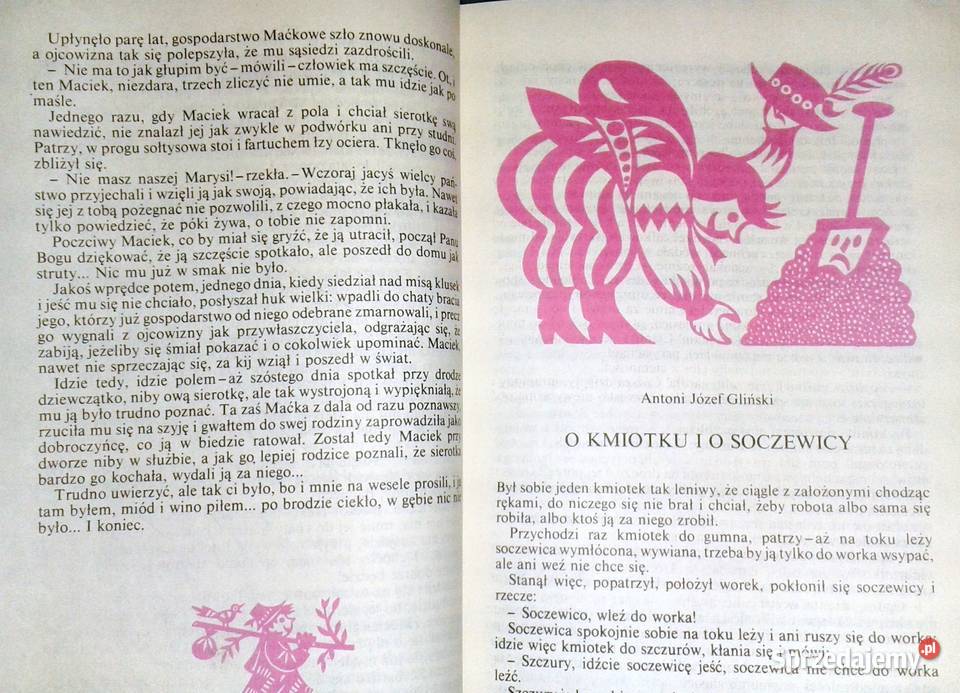 Upłynęło parę lat, gospodarstwo Maćkowe szło znowu doskonale,
a ojcowizna tak się polepszyła, że mu sąsiedzi zazdrościli.
– Nie ma to jak głupim być – mówili – człowiek ma szczęście. Ot, i
ten Maciek, niezdara, trzech zliczyć nie umie, a tak mu idzie jak po
maśle.
Jednego razu, gdy Maciek wracał z pola i chciał sierotkę swą
nawiedzić, nie znalazł jej jak zwykle w podwórku ani przy studni.
Patrzy, w progu sołtysowa stoi i fartuchem łzy ociera. Tknęło go coś,
zbliżył się.
– Nie masz naszej Marysi! – rzekła. – Wczoraj jacyś wielcy pań-
stwo przyjechali i wzięli ją jak swoją, powiadając, że ich była. Nawet
się jej z tobą pożegnać nie pozwolili, z czego mocno płakała, i kazała
tylko powiedzieć, że póki żywa, o tobie nie zapomni.
Poczciwy Maciek, co by miał się gryźć, że ją utracił, począł Panu
Bogu dziękować, że ją szczęście spotkało, ale poszedł do domu jak
struty... Nic mu już w smak nie było.
Jakoś wprędce potem, jednego dnia, kiedy siedział nad misą klusek
i jeść mu się nie chciało, posłyszał huk wielki: wpadli do chaty bracia
jego, którzy już gospodarstwo od niego odebrane zmarnowali, i precz
go wygnali z ojcowizny jak przywłaszczyciela, odgrażając się, że
zabiją, jeżeliby się śmiał pokazać i o cokolwiek upominać. Maciek,
nawet nie sprzeczając się, za kij wziął i poszedł w świat.
Idzie tedy, idzie polem – aż szóstego dnia spotkał przy drodze
dziewczątko, niby ową sierotkę, ale tak wystrojoną i wypiękniałą, że
mu ją było trudno poznać. Ta zaś Maćka z dala od razu poznawszy,
rzuciła mu się na szyję i gwałtem do swej rodziny zaprowadziła jako
dobroczyńcę, co ją w biedzie ratował. Został tedy Maciek przy
dworze niby w służbie, a jak go lepiej rodzice poznali, że sierotka
bardzo go kochała, wydali ją za niego...
Trudno uwierzyć, ale tak ci było, bo i mnie na wesele prosili, i ja
tam byłem, miód i wino piłem... po brodzie ciekło, w gębie nic nie
było... I koniec.
Antoni Józef Gliński
O KMIOTKU I O SOCZEWICY
Był sobie jeden kmiotek tak leniwy, że ciągle z założonymi chodząc
rękami, do niczego się nie brał i chciał, żeby robota albo sama się
robiła, albo ktoś ją za niego zrobił.
Przychodzi raz kmiotek do gumna, patrzy – aż na toku leży
soczewica wymłócona, wywiana, trzeba by ją tylko do worka wsypać,
ale ani weź nie chce się.
Stanął więc, popatrzył, położył worek, pokłonił się soczewicy i
rzecze:
– Soczewico, wleź do worka!
Soczewica spokojnie sobie na toku leży i ani ruszy się do worka;
idzie więc kmiotek do szczurów, kłania się i mówi:
– Szczury, idźcie soczewicę jeść, soczewica nie chce do worka
leźć.
Sprzedajemy.pl